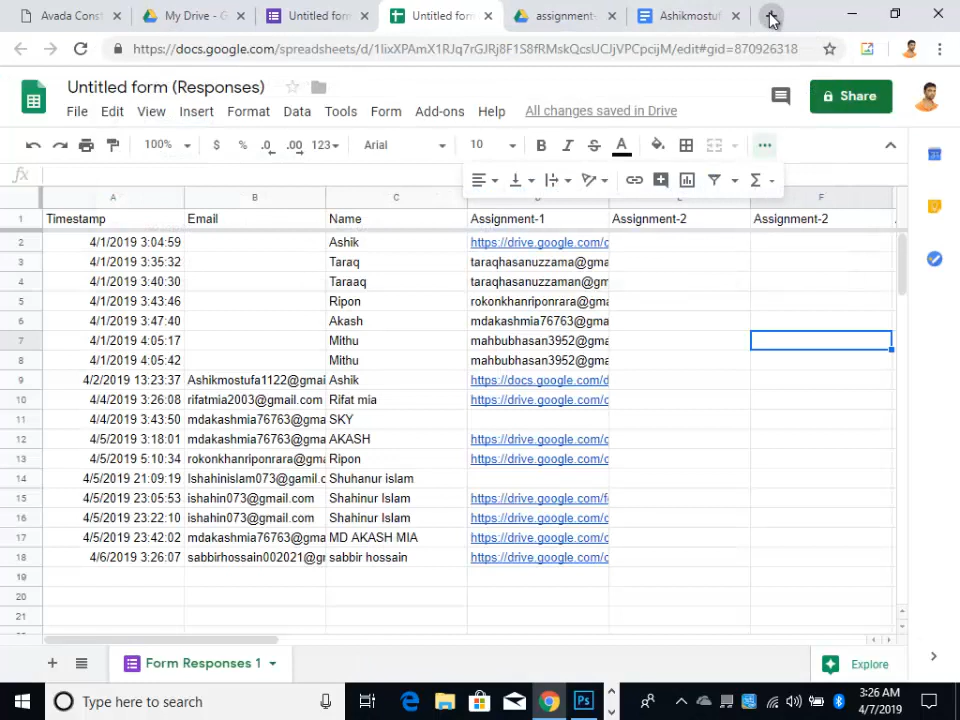 Avada Const
My Drive - G
Untitled form
Untitled form
assignment-
Ashikmostuf
https://docs.google.com/spreadsheets/d/1IixXPAmX1RJq7rGJRj8F1S8fRMskQcsUCJjVPCpcijM/edit#gid=870926318
Untitled form (Responses)
File Edit View Insert Format Data Tools Form Add-ons Help All changes saved in Drive
Share
100% $ % .0 .00 123 Arial 10 B I S A
fx
A B C F
1 Timestamp Email Name Assignment-1 Assignment-2 Assignment-2
2 4/1/2019 3:04:59 Ashik https://drive.google.com/
3 4/1/2019 3:35:32 Taraq taraqhasanuzzama@gma
4 4/1/2019 3:40:30 Taraaq taraqhasanuzzaman@gm
5 4/1/2019 3:43:46 Ripon rokonkhanriponrara@gma
6 4/1/2019 3:47:40 Akash mdakashmia76763@gma
7 4/1/2019 4:05:17 Mithu mahbubhasan3952@gma
8 4/1/2019 4:05:42 Mithu mahbubhasan3952@gma
9 4/2/2019 13:23:37 Ashikmostufa1122@gmai Ashik https://docs.google.com/
10 4/4/2019 3:26:08 rifatmia2003@gmail.com Rifat mia https://drive.google.com/
11 4/4/2019 3:43:50 mdakashmia76763@gma SKY
12 4/5/2019 3:18:01 mdakashmia76763@gma AKASH https://drive.google.com/
13 4/5/2019 5:10:34 rokonkhanriponrara@gma Ripon https://drive.google.com/
14 4/5/2019 21:09:19 Ishahinislam073@gamil.c Shuhanur islam
15 4/5/2019 23:05:53 ishahin073@gmail.com Shahinur Islam https://drive.google.com/
16 4/5/2019 23:22:10 ishahin073@gmail.com Shahinur Islam https://drive.google.com/
17 4/5/2019 23:42:02 mdakashmia76763@gma MD AKASH MIA https://drive.google.com/
18 4/6/2019 3:26:07 sabbirhossain002021@g sabbir hossain https://drive.google.com/
19
20
21
Form Responses 1
Explore
Type here to search
Ps
3:26 AM
4/7/2019